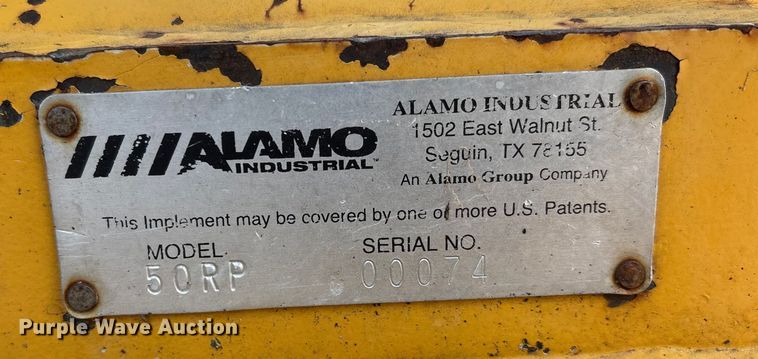 ALAMO
INDUSTRIAL™
ALAMO INDUSTRIAL
1502 East Walnut St.
Seguin, TX 78155
An Alamo Group Company
This Implement may be covered by one or more U.S. Patents.
MODEL
50RP
SERIAL NO.
00074
Purple Wave Auction